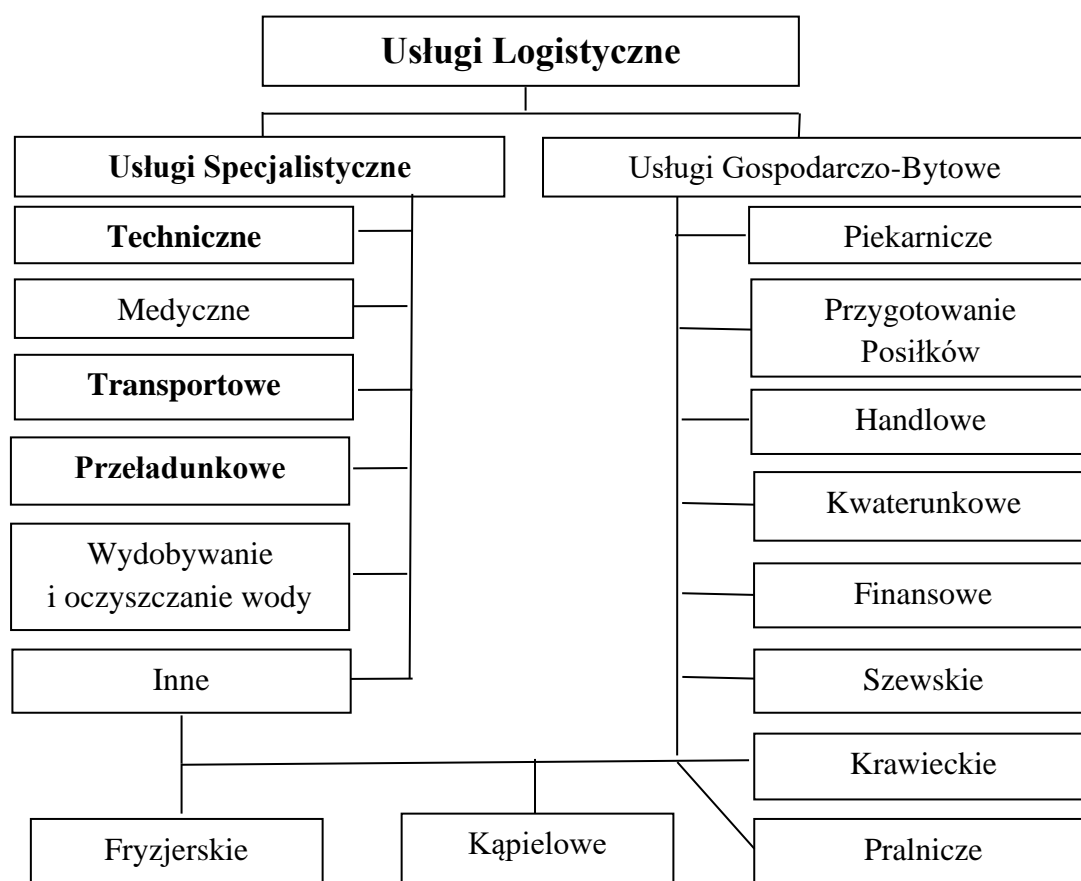 Usługi Logistyczne
Usługi Specjalistyczne
Usługi Gospodarczo-Bytowe
Techniczne
Medyczne
Transportowe
Przeładunkowe
Wydobywanie
i oczyszczanie wody
Inne
Piekarnicze
Przygotowanie
Posiłków
Handlowe
Kwaterunkowe
Finansowe
Szewskie
Krawieckie
Fryzjerskie
Kąpielowe
Pralnicze